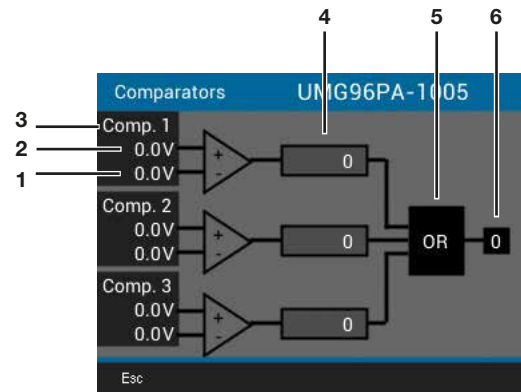 4 5 6
Comparators UMG96PA-1005
3 Comp. 1
2 0.0V + 0
1 0.0V -
Comp. 2
0.0V + 0 OR 0
0.0V -
Comp. 3
0.0V + 0
0.0V -
Esc